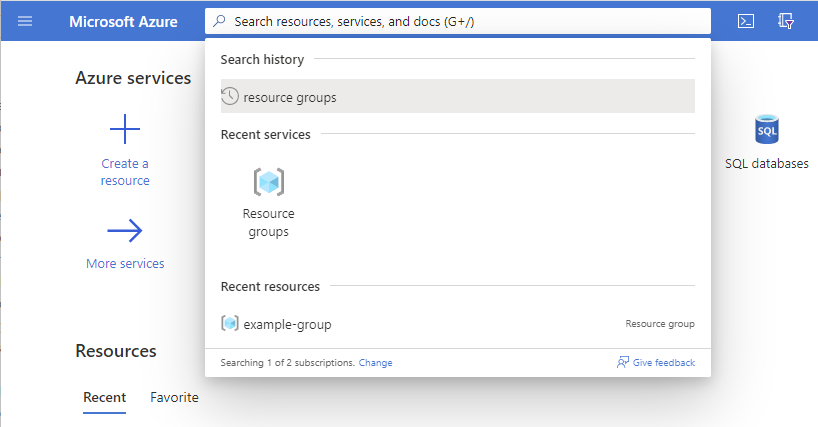 Microsoft Azure
Search resources, services, and docs (G+/)
Azure services
Create a
resource
More services
Search history
resource groups
Recent services
Resource
groups
Recent resources
example-group
Resource group
Searching 1 of 2 subscriptions. Change
Give feedback
SQL
SQL databases
Resources
Recent
Favorite